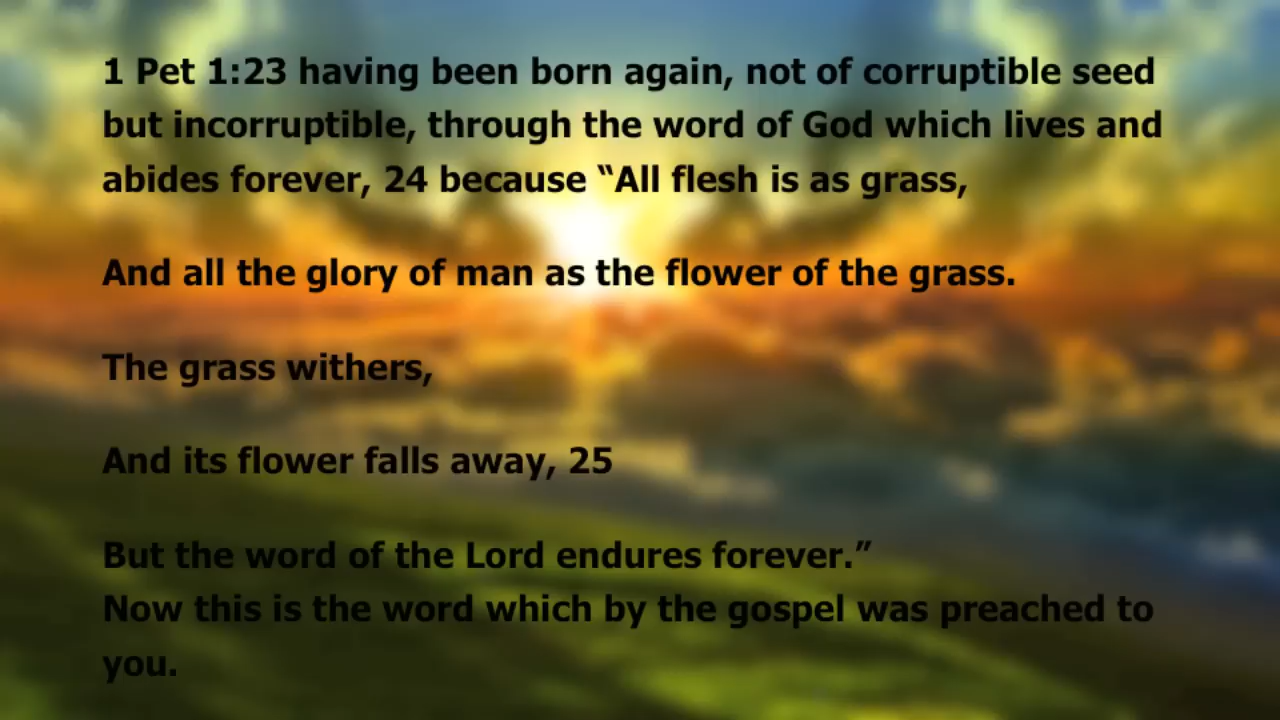 1 Pet 1:23 having been born again, not of corruptible seed
but incorruptible, through the word of God which lives and
abides forever, 24 because “All flesh is as grass,
And all the glory of man as the flower of the grass.
The grass withers,
And its flower falls away, 25
But the word of the Lord endures forever.”
Now this is the word which by the gospel was preached to
you.